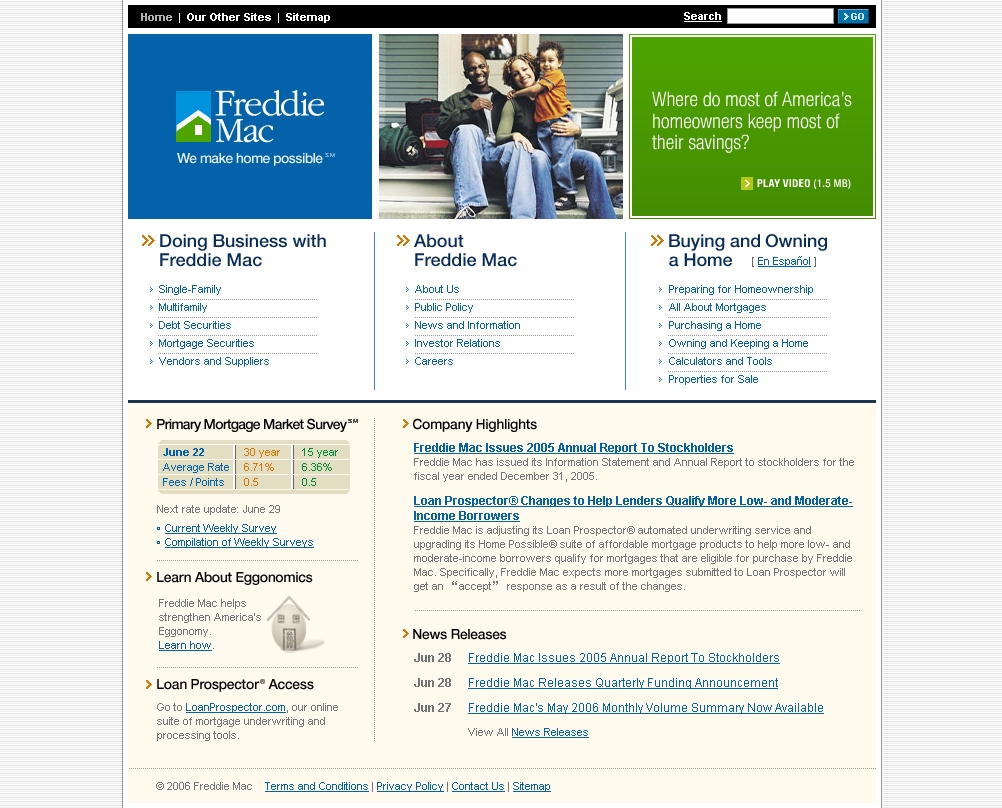 Home | Our Other Sites | Sitemap
Search
GO
Freddie
Mac
We make home possible℠
Where do most of America's
homeowners keep most of
their savings?
PLAY VIDEO (1.5 MB)
Doing Business with
Freddie Mac
Single-Family
Multifamily
Debt Securities
Mortgage Securities
Vendors and Suppliers
About
Freddie Mac
About Us
Public Policy
News and Information
Investor Relations
Careers
Buying and Owning
a Home [ En Español ]
Preparing for Homeownership
All About Mortgages
Purchasing a Home
Owning and Keeping a Home
Calculators and Tools
Properties for Sale
Primary Mortgage Market Survey℠
June 22 30 year 15 year
Average Rate 6.71% 6.36%
Fees / Points 0.5 0.5
Next rate update: June 29
Current Weekly Survey
Compilation of Weekly Surveys
Learn About Eggonomics
Freddie Mac helps
strengthen America's
Eggonomy.
Learn how.
Loan Prospector® Access
Go to LoanProspector.com, our online
suite of mortgage underwriting and
processing tools.
Company Highlights
Freddie Mac Issues 2005 Annual Report To Stockholders
Freddie Mac has issued its Information Statement and Annual Report to stockholders for the
fiscal year ended December 31, 2005.
Loan Prospector® Changes to Help Lenders Qualify More Low- and Moderate-
Income Borrowers
Freddie Mac is adjusting its Loan Prospector® automated underwriting service and
upgrading its Home Possible® suite of affordable mortgage products to help more low- and
moderate-income borrowers qualify for mortgages that are eligible for purchase by Freddie
Mac. Specifically, Freddie Mac expects more mortgages submitted to Loan Prospector will
get an “accept” response as a result of the changes.
News Releases
Jun 28 Freddie Mac Issues 2005 Annual Report To Stockholders
Jun 28 Freddie Mac Releases Quarterly Funding Announcement
Jun 27 Freddie Mac's May 2006 Monthly Volume Summary Now Available
View All News Releases
© 2006 Freddie Mac Terms and Conditions | Privacy Policy | Contact Us | Sitemap